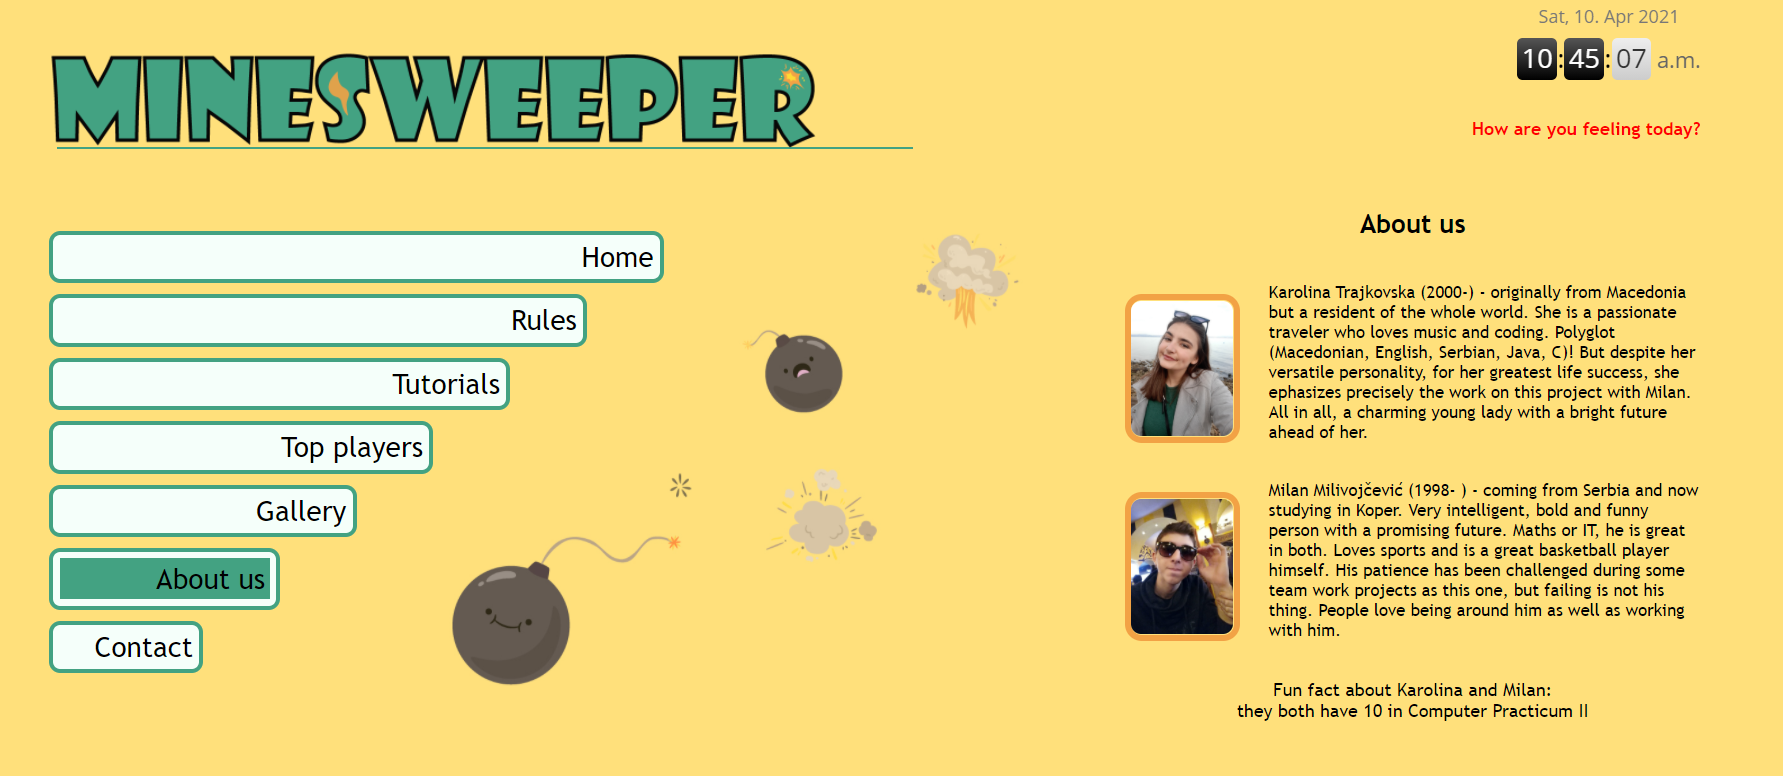 Sat, 10. Apr 2021
10:45:07 a.m.
MINESWEEPER
How are you feeling today?
Home
Rules
Tutorials
Top players
Gallery
About us
Contact
About us
Karolina Trajkovska (2000-) - originally from Macedonia
but a resident of the whole world. She is a passionate
traveler who loves music and coding. Polyglot
(Macedonian, English, Serbian, Java, C)! But despite her
versatile personality, for her greatest life success, she
ephasizes precisely the work on this project with Milan.
All in all, a charming young lady with a bright future
ahead of her.
Milan Milivojčević (1998- ) - coming from Serbia and now
studying in Koper. Very intelligent, bold and funny
person with a promising future. Maths or IT, he is great
in both. Loves sports and is a great basketball player
himself. His patience has been challenged during some
team work projects as this one, but failing is not his
thing. People love being around him as well as working
with him.
Fun fact about Karolina and Milan:
they both have 10 in Computer Practicum II